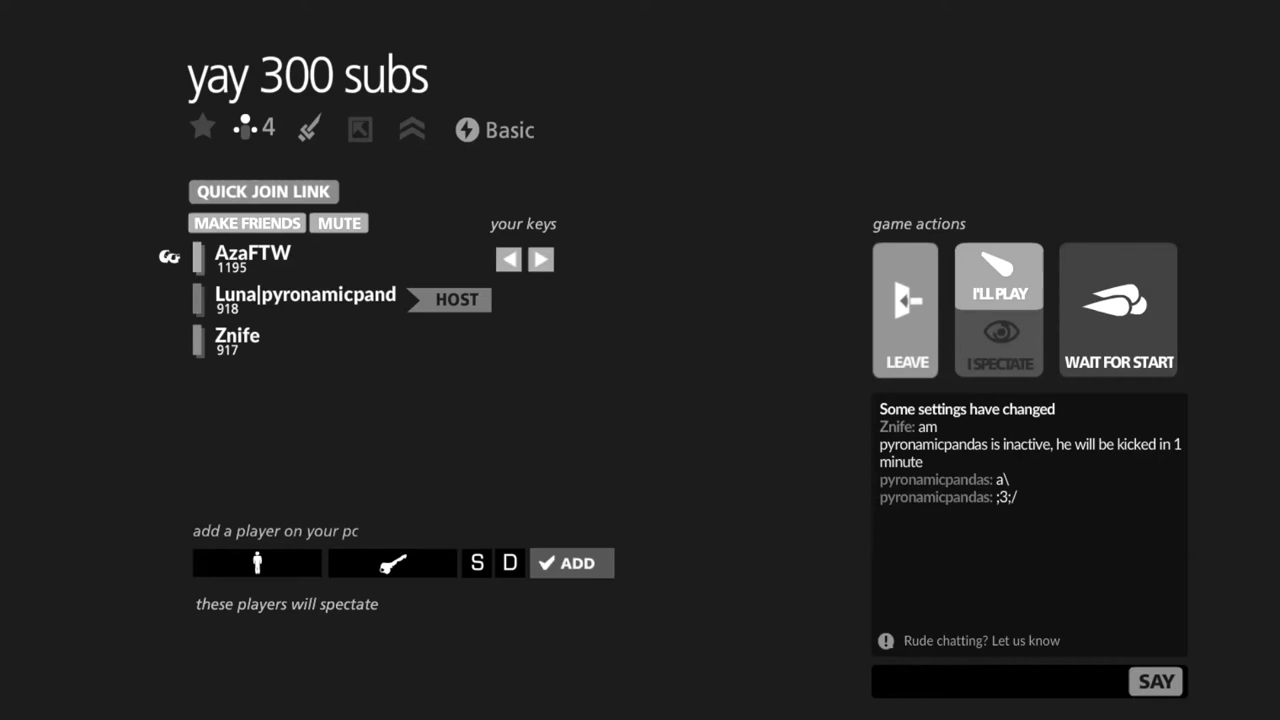 yay 300 subs
4
Basic
QUICK JOIN LINK
MAKE FRIENDS MUTE
your keys
AzaFTW
1195
Luna|pyronamicpand HOST
918
Znife
917
add a player on your pc
S D ADD
these players will spectate
game actions
LEAVE
I'LL PLAY
I SPECTATE
WAIT FOR START
Some settings have changed
Znife: am
pyronamicpandas is inactive, he will be kicked in 1
minute
pyronamicpandas: a\
pyronamicpandas: ;3;/
Rude chatting? Let us know
SAY